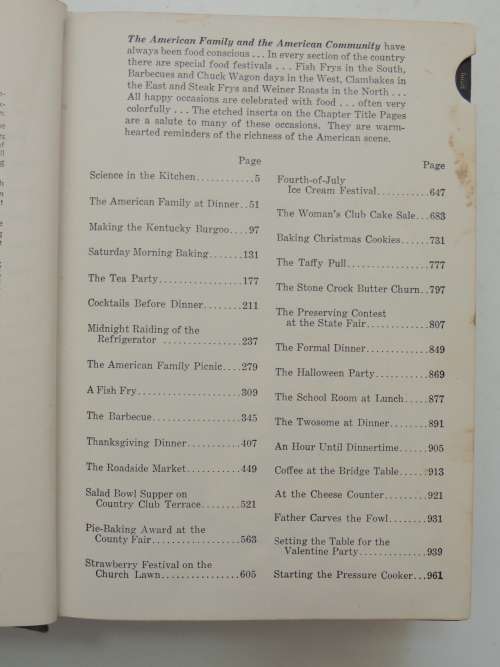 The American Family and the American Community have
always been food conscious . . . In every section of the country
there are special food festivals . . . Fish Frys in the South,
Barbecues and Chuck Wagon days in the West, Clambakes in
the East and Steak Frys and Weiner Roasts in the North . . .
All happy occasions are celebrated with food . . . often very
colorfully . . . The etched inserts on the Chapter Title Pages
are a salute to many of these occasions. They are warm-
hearted reminders of the richness of the American scene.
Page
Science in the Kitchen............5
The American Family at Dinner..51
Making the Kentucky Burgoo....97
Saturday Morning Baking.......131
The Tea Party..................177
Cocktails Before Dinner........211
Midnight Raiding of the
Refrigerator ................237
The American Family Picnic....279
A Fish Fry......................309
The Barbecue...................345
Thanksgiving Dinner...........407
The Roadside Market...........449
Salad Bowl Supper on
Country Club Terrace........521
Pie-Baking Award at the
County Fair..................563
Strawberry Festival on the
Church Lawn................605
Page
Fourth-of-July
Ice Cream Festival...........647
The Woman's Club Cake Sale...683
Baking Christmas Cookies......731
The Taffy Pull.................777
The Stone Crock Butter Churn..797
The Preserving Contest
at the State Fair.............807
The Formal Dinner.............849
The Halloween Party...........869
The School Room at Lunch.....877
The Twosome at Dinner........891
An Hour Until Dinnertime......905
Coffee at the Bridge Table......913
At the Cheese Counter.........921
Father Carves the Fowl........931
Setting the Table for the
Valentine Party..............939
Starting the Pressure Cooker...961